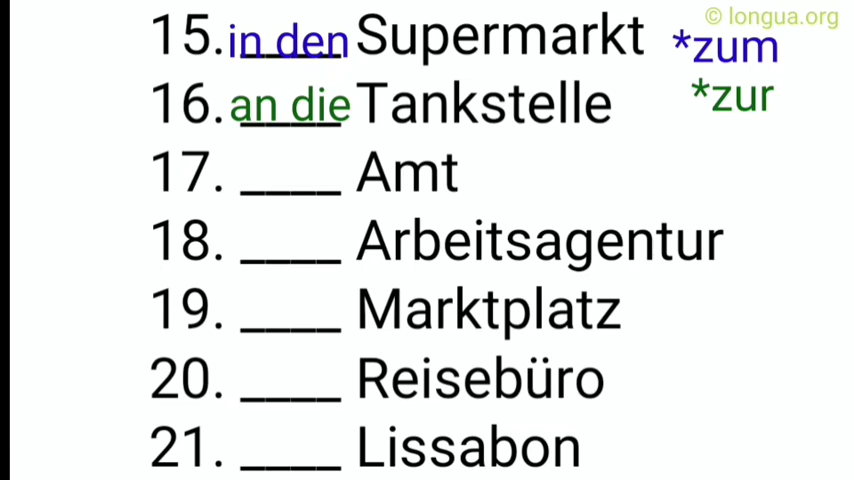 © longua.org
15. in den Supermarkt *zum
16. an die Tankstelle *zur
17. ____ Amt
18. ____ Arbeitsagentur
19. ____ Marktplatz
20. ____ Reisebüro
21. ____ Lissabon